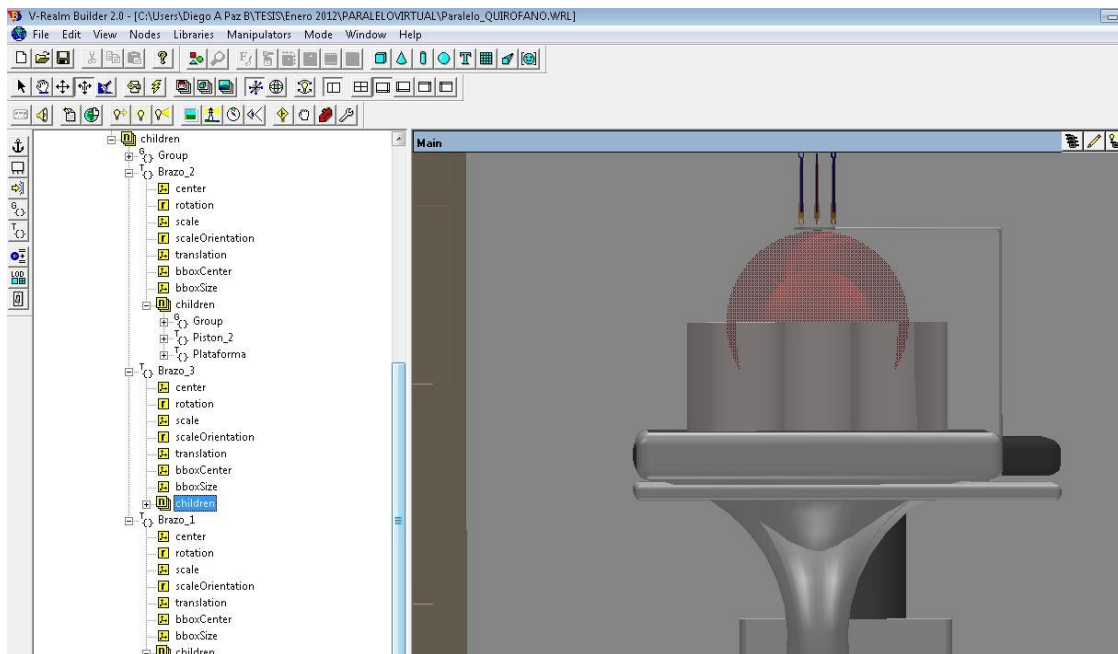 V-Realm Builder 2.0 - [C:\Users\Diego A Paz B\TESIS\Enero 2012\PARALELOVIRTUAL\Paralelo_QUIROFANO.WRL]
File Edit View Nodes Libraries Manipulators Mode Window Help
children
Main
Group
Brazo_2
center
rotation
scale
scaleOrientation
translation
bboxCenter
bboxSize
children
Group
Piston_2
Plataforma
Brazo_3
center
rotation
scale
scaleOrientation
translation
bboxCenter
bboxSize
children
Brazo_1
center
rotation
scale
scaleOrientation
translation
bboxCenter
bboxSize
children